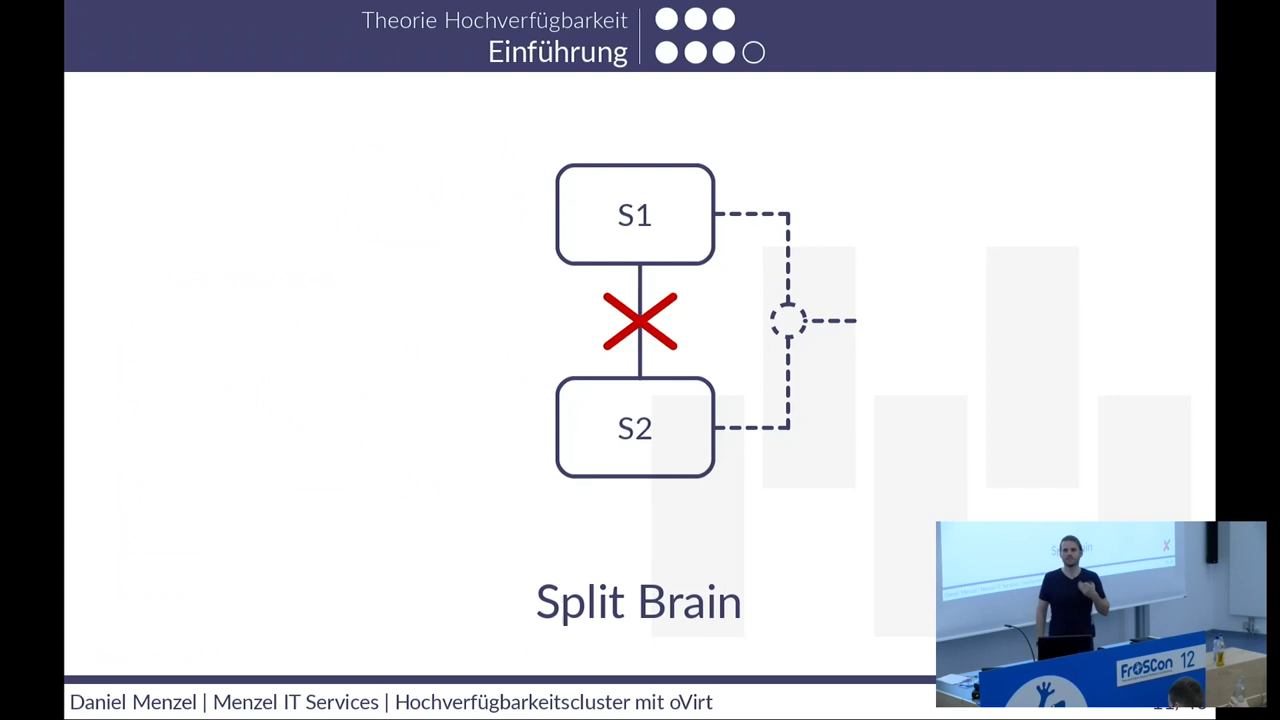 Theorie Hochverfügbarkeit
Einführung
S1
S2
Split Brain
FrOSCon 12
Daniel Menzel | Menzel IT Services | Hochverfügbarkeitscluster mit oVirt